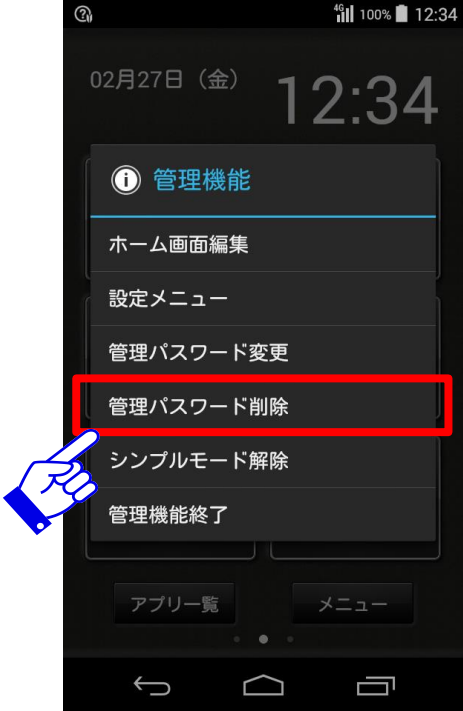 4G 100% 12:34
02月27日（金）
12:34
管理機能
ホーム画面編集
設定メニュー
管理パスワード変更
管理パスワード削除
シンプルモード解除
管理機能終了
アプリ一覧 メニュー